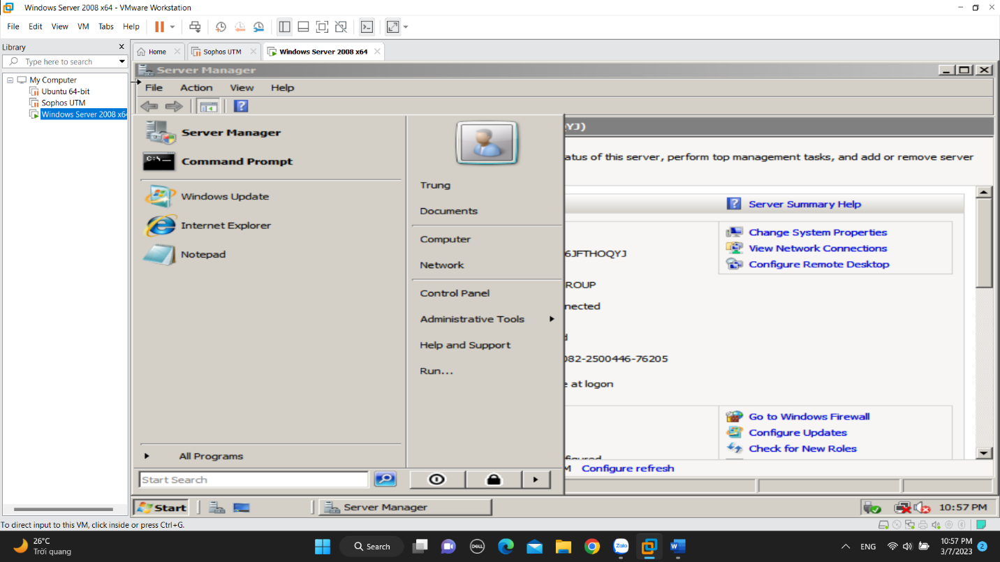 Windows Server 2008 x64 - VMware Workstation
File Edit View VM Tabs Help
Library
Type here to search
My Computer
Ubuntu 64-bit
Sophos UTM
Windows Server 2008 x64
Home
Sophos UTM
Windows Server 2008 x64
Server Manager
File Action View Help
Server Manager
C:\
Command Prompt
Windows Update
Internet Explorer
Notepad
All Programs
Start Search
Trung
Documents
Computer
Network
Control Panel
Administrative Tools
Help and Support
Run...
YJ)
atus of this server, perform top management tasks, and add or remove server
Server Summary Help
Change System Properties
View Network Connections
Configure Remote Desktop
6JFTHOQYJ
ROUP
nected
082-2500446-76205
e at logon
Go to Windows Firewall
Configure Updates
Check for New Roles
M Configure refresh
Start
Server Manager
10:57 PM
To direct input to this VM, click inside or press Ctrl+G.
26°C
Trời quang
Search
DELL
Zalo
W
ENG
10:57 PM
3/7/2023
2